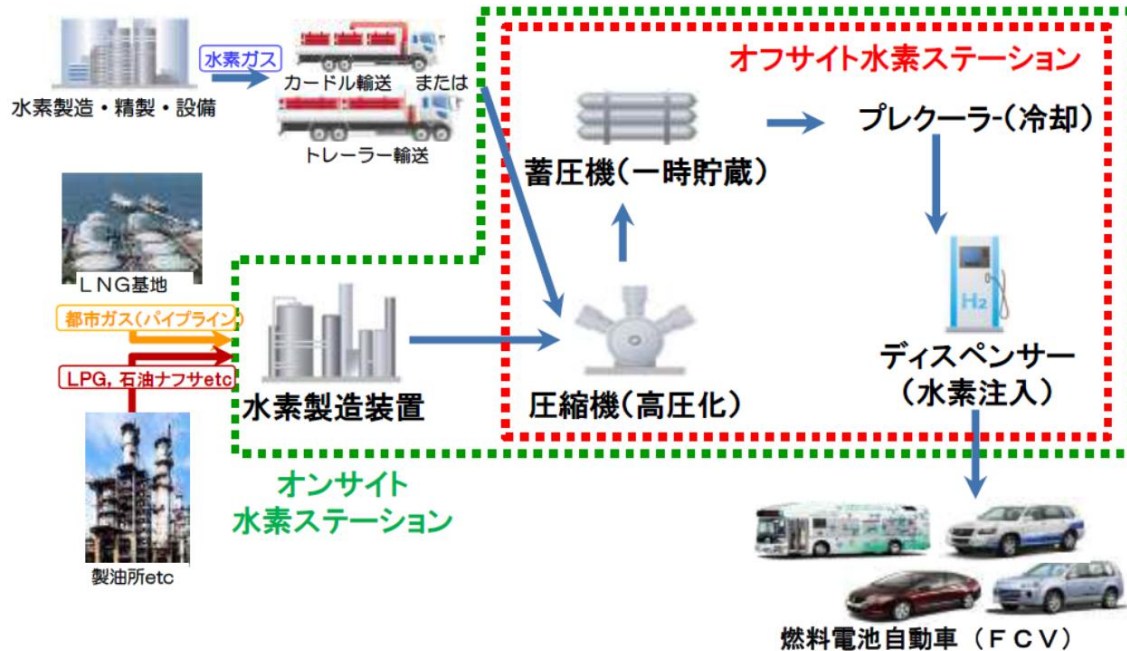 水素ガス
水素製造・精製・設備
カードル輸送 または
トレーラー輸送
オフサイト水素ステーション
蓄圧機(一時貯蔵)
プレクーラ-(冷却)
LNG基地
都市ガス(パイプライン)
LPG, 石油ナフサetc
水素製造装置
圧縮機(高圧化)
H2
ディスペンサー
(水素注入)
オンサイト
水素ステーション
製油所etc
燃料電池自動車 (FCV)